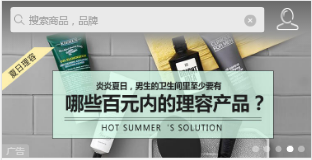 搜索商品，品牌
夏日理容
炎炎夏日，男生的卫生间里至少要有
哪些百元内的理容产品？
HOT SUMMER 'S SOLUTION
广告